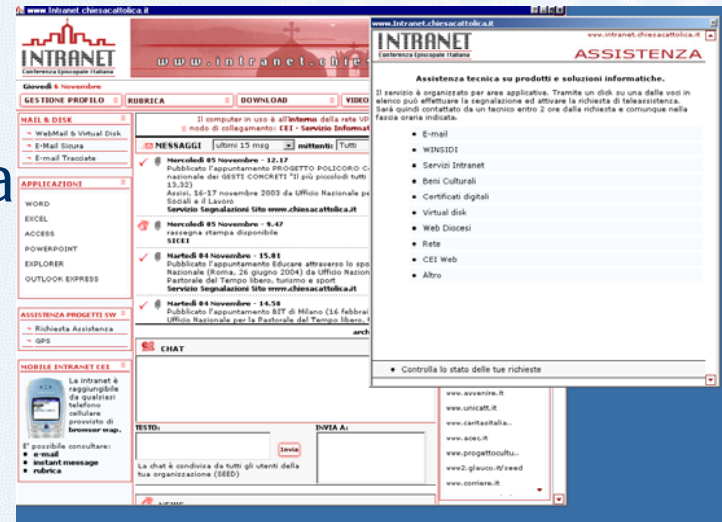 www.Intranet.chiesacattolica.it
INTRANET
Conferenza Episcopale Italiana
www.intranet.chies
Giovedì 6 Novembre
GESTIONE PROFILO
RUBRICA
DOWNLOAD
VIDEO
MAIL & DISK
WebMail & Virtual Disk
E-Mail Sicura
E-mail Tracciate
APPLICAZIONI
WORD
EXCEL
ACCESS
POWERPOINT
EXPLORER
OUTLOOK EXPRESS
ASSISTENZA PROGETTI SW
Richiesta Assistenza
GPS
MOBILE INTRANET CEI
La intranet è
raggiungibile
da qualsiasi
telefono
cellulare
provvisto di
browser wap.
E' possibile consultare:
e-mail
instant message
rubrica
Il computer in uso è all'interno della rete VP
nodo di collegamento: CEI - Servizio Informat
MESSAGGI ultimi 15 msg mittenti: Tutti
Mercoledì 05 Novembre - 12.17
Pubblicato l'appuntamento PROGETTO POLICORO C
nazionale dei GESTI CONCRETI "Il più piccolodi tutti
13,32)
Assisi, 16-17 novembre 2003 da Ufficio Nazionale pe
Sociali e il Lavoro
Servizio Segnalazioni Sito www.chiesacattolica.it
Mercoledì 05 Novembre - 9.47
rassegna stampa disponibile
SICEI
Martedì 04 Novembre - 15.01
Pubblicato l'appuntamento Educare attraverso lo spo
Nazionale (Roma, 26 giugno 2004) da Ufficio Nazion
Pastorale del Tempo libero, turismo e sport
Servizio Segnalazioni Sito www.chiesacattolica.it
Martedì 04 Novembre - 14.58
Pubblicato l'appuntamento BIT di Milano (16 febbrai
Ufficio Nazionale per la Pastorale del Tempo libero,
arch
CHAT
TESTO:
INVIA A:
Invia
La chat è condivisa da tutti gli utenti della
tua organizzazione (SEED)
NEWS
www.avvenire.it
www.unicatt.it
www.caritasitalia..
www.acec.it
www.progettocultu..
www2.glauco.it/seed
www.corriere.it
www.Intranet.chiesacattolica.it
INTRANET
Conferenza Episcopale Italiana
www.intranet.chiesacattolica.it
ASSISTENZA
Assistenza tecnica su prodotti e soluzioni informatiche.
Il servizio è organizzato per aree applicative. Tramite un click su una delle voci in
elenco può effettuare la segnalazione ed attivare la richiesta di teleassistenza.
Sarà quindi contattato da un tecnico entro 2 ore dalla richiesta e comunque nella
fascia oraria indicata.
E-mail
WINSIDI
Servizi Intranet
Beni Culturali
Certificati digitali
Virtual disk
Web Diocesi
Rete
CEI Web
Altro
Controlla lo stato delle tue richieste
a